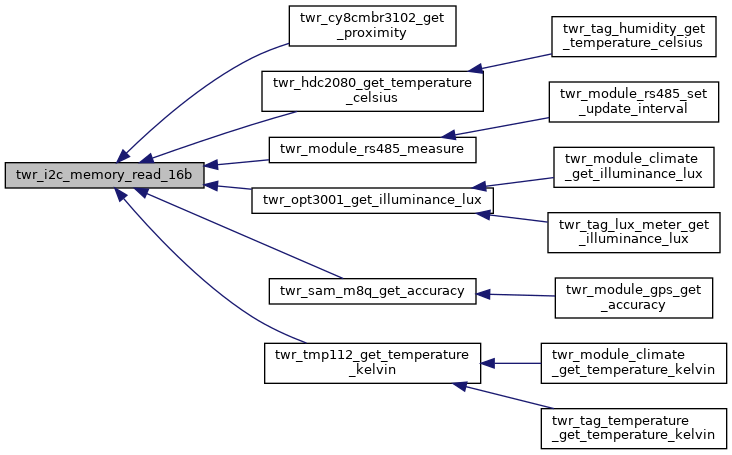 twr_i2c_memory_read_16b
twr_cy8cmbr3102_get
_proximity
twr_hdc2080_get_temperature
_celsius
twr_module_rs485_measure
twr_opt3001_get_illuminance_lux
twr_sam_m8q_get_accuracy
twr_tmp112_get_temperature
_kelvin
twr_tag_humidity_get
_temperature_celsius
twr_module_rs485_set
_update_interval
twr_module_climate
_get_illuminance_lux
twr_tag_lux_meter_get
_illuminance_lux
twr_module_gps_get
_accuracy
twr_module_climate
_get_temperature_kelvin
twr_tag_temperature
_get_temperature_kelvin